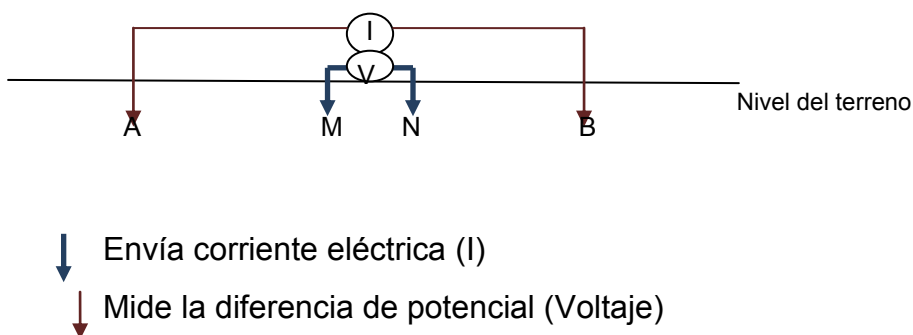 I
V
Nivel del terreno
A M N B
Envía corriente eléctrica (I)
Mide la diferencia de potencial (Voltaje)